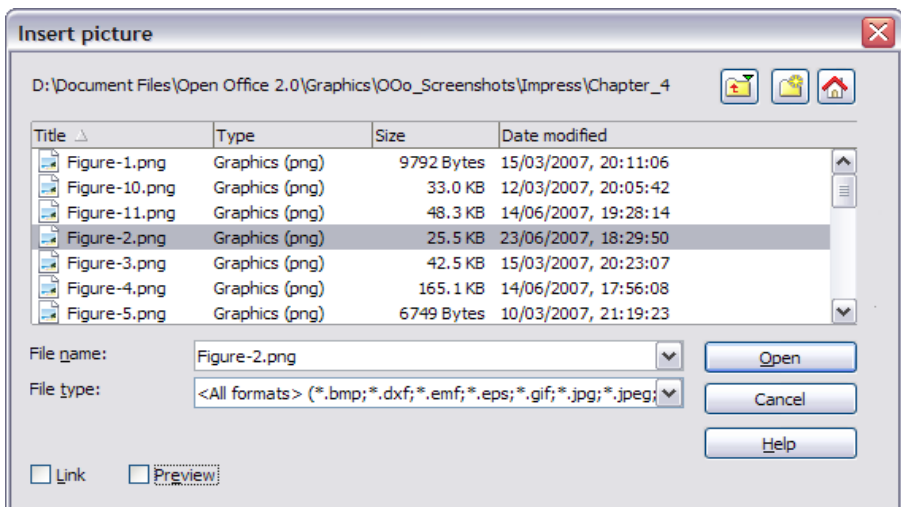 Insert picture
D:\Document Files\Open Office 2.0\Graphics\OOo_Screenshots\Impress\Chapter_4
Title Type Size Date modified
Figure-1.png Graphics (png) 9792 Bytes 15/03/2007, 20:11:06
Figure-10.png Graphics (png) 33.0 KB 12/03/2007, 20:05:42
Figure-11.png Graphics (png) 48.3 KB 14/06/2007, 19:28:14
Figure-2.png Graphics (png) 25.5 KB 23/06/2007, 18:29:50
Figure-3.png Graphics (png) 42.5 KB 15/03/2007, 20:23:07
Figure-4.png Graphics (png) 165.1 KB 14/06/2007, 17:56:08
Figure-5.png Graphics (png) 6749 Bytes 10/03/2007, 21:19:23
File name: Figure-2.png Open
File type: <All formats> (*.bmp;*.dxf;*.emf;*.eps;*.gif;*.jpg;*.jpeg; Cancel
Help
Link Preview